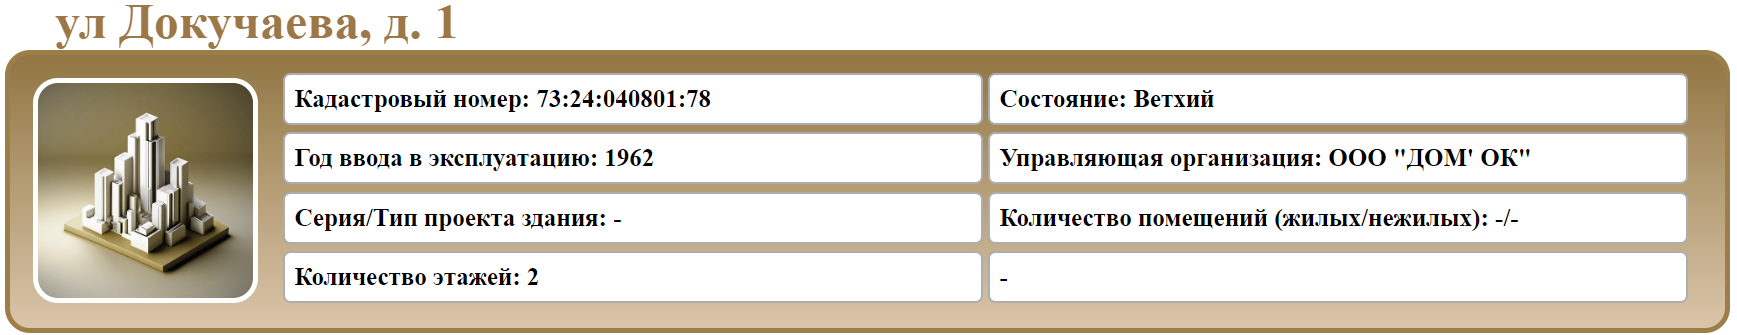 ул Докучаева, д. 1
Кадастровый номер: 73:24:040801:78
Состояние: Ветхий
Год ввода в эксплуатацию: 1962
Управляющая организация: ООО "ДОМ' ОК"
Серия/Тип проекта здания: -
Количество помещений (жилых/нежилых): -/-
Количество этажей: 2
-